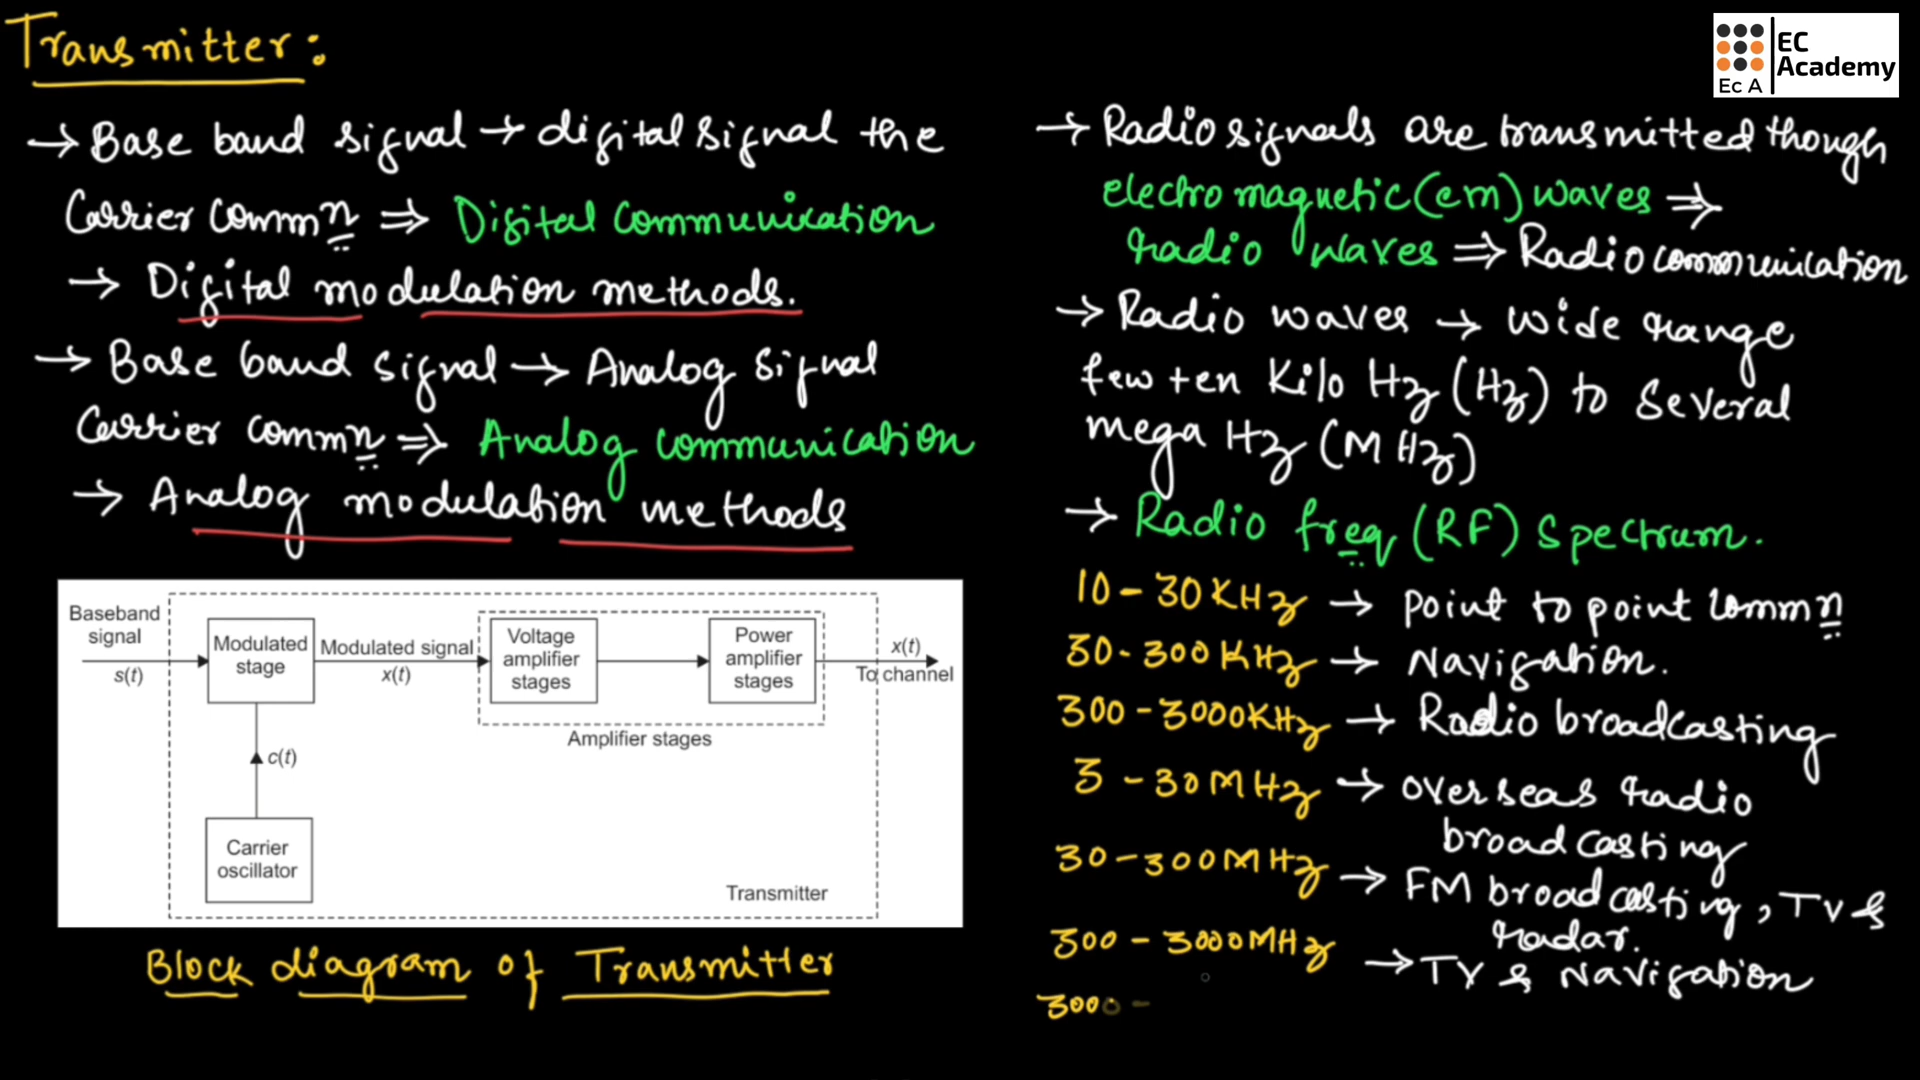 Transmitter:
EC Academy
Ec A
→ Base band signal → digital signal the
Carrier Commn ⇒ Digital Communication
→ Digital modulation methods.
→ Base band signal → Analog signal
Carrier Commn ⇒ Analog communication
→ Analog modulation methods
Baseband signal
s(t)
Modulated stage
Modulated signal
x(t)
Voltage amplifier stages
Power amplifier stages
x(t)
To channel
Amplifier stages
c(t)
Carrier oscillator
Transmitter
Block diagram of Transmitter
→ Radio signals are transmitted though
electro magnetic (em) waves ⇒
radio waves ⇒ Radio communication
→ Radio waves → wide range
few ten Kilo Hz (Hz) to several
mega Hz (MHz)
→ Radio freq (RF) spectrum.
10 - 30 KHz → point to point commn
30 - 300 KHz → Navigation.
300 - 3000 KHz → Radio broadcasting
3 - 30 MHz → overseas radio
broad casting
30 - 300 MHz → FM broad casting, TV &
radar.
300 - 3000 MHz → TV & Navigation
3000 -